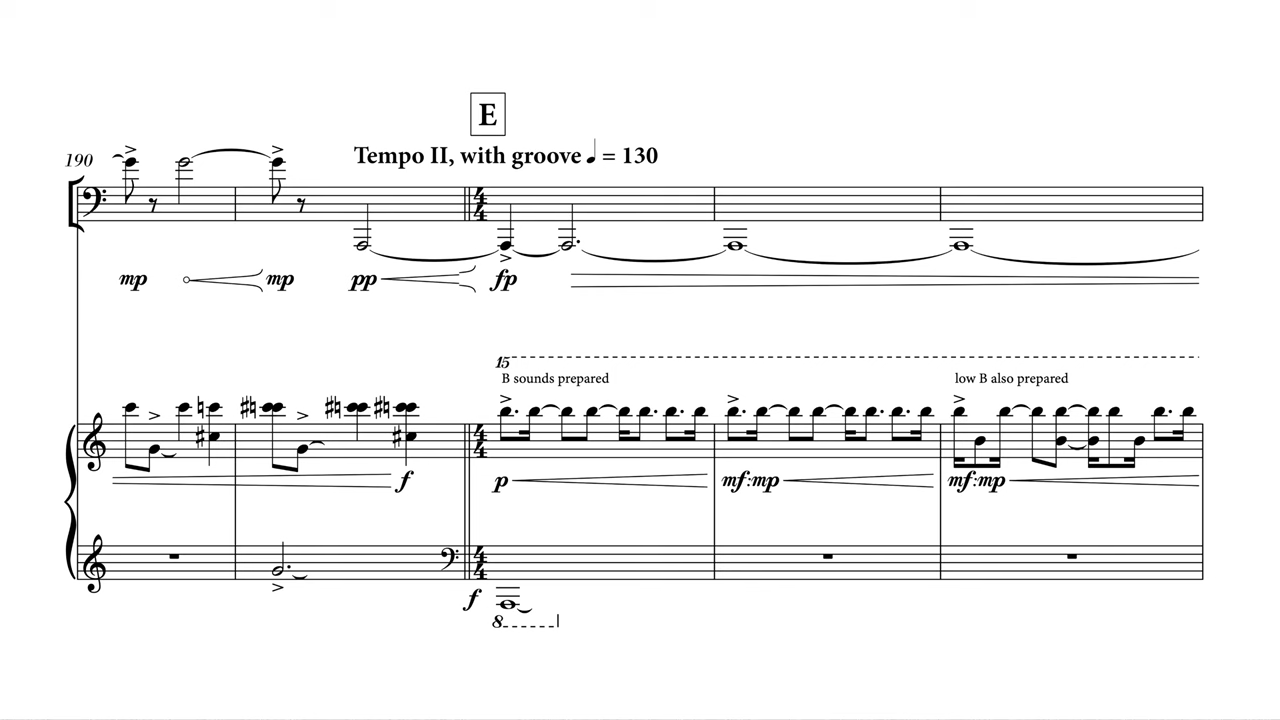 E
190
Tempo II, with groove ♩ = 130
mp mp pp fp
15
B sounds prepared
low B also prepared
f p mf:mp mf:mp
f
8